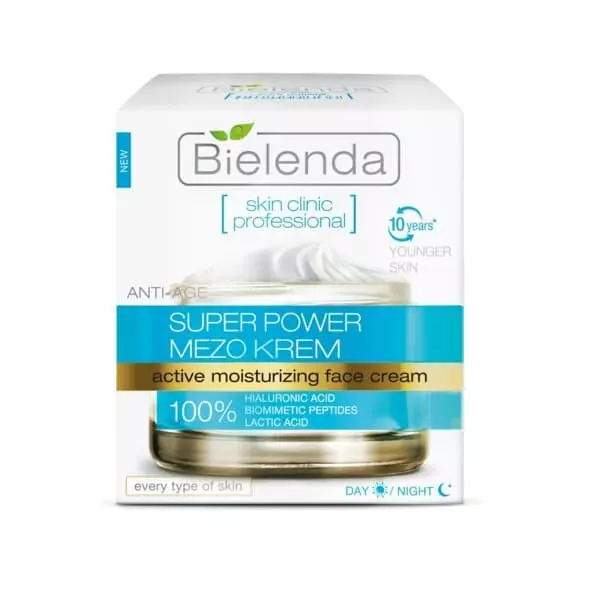 NEW
Bielenda
[ skin clinic
professional ]
10 years*
YOUNGER
SKIN
ANTI-AGE
SUPER POWER
MEZO KREM
active moisturizing face cream
100%
HIALURONIC ACID
BIOMIMETIC PEPTIDES
LACTIC ACID
every type of skin
DAY / NIGHT